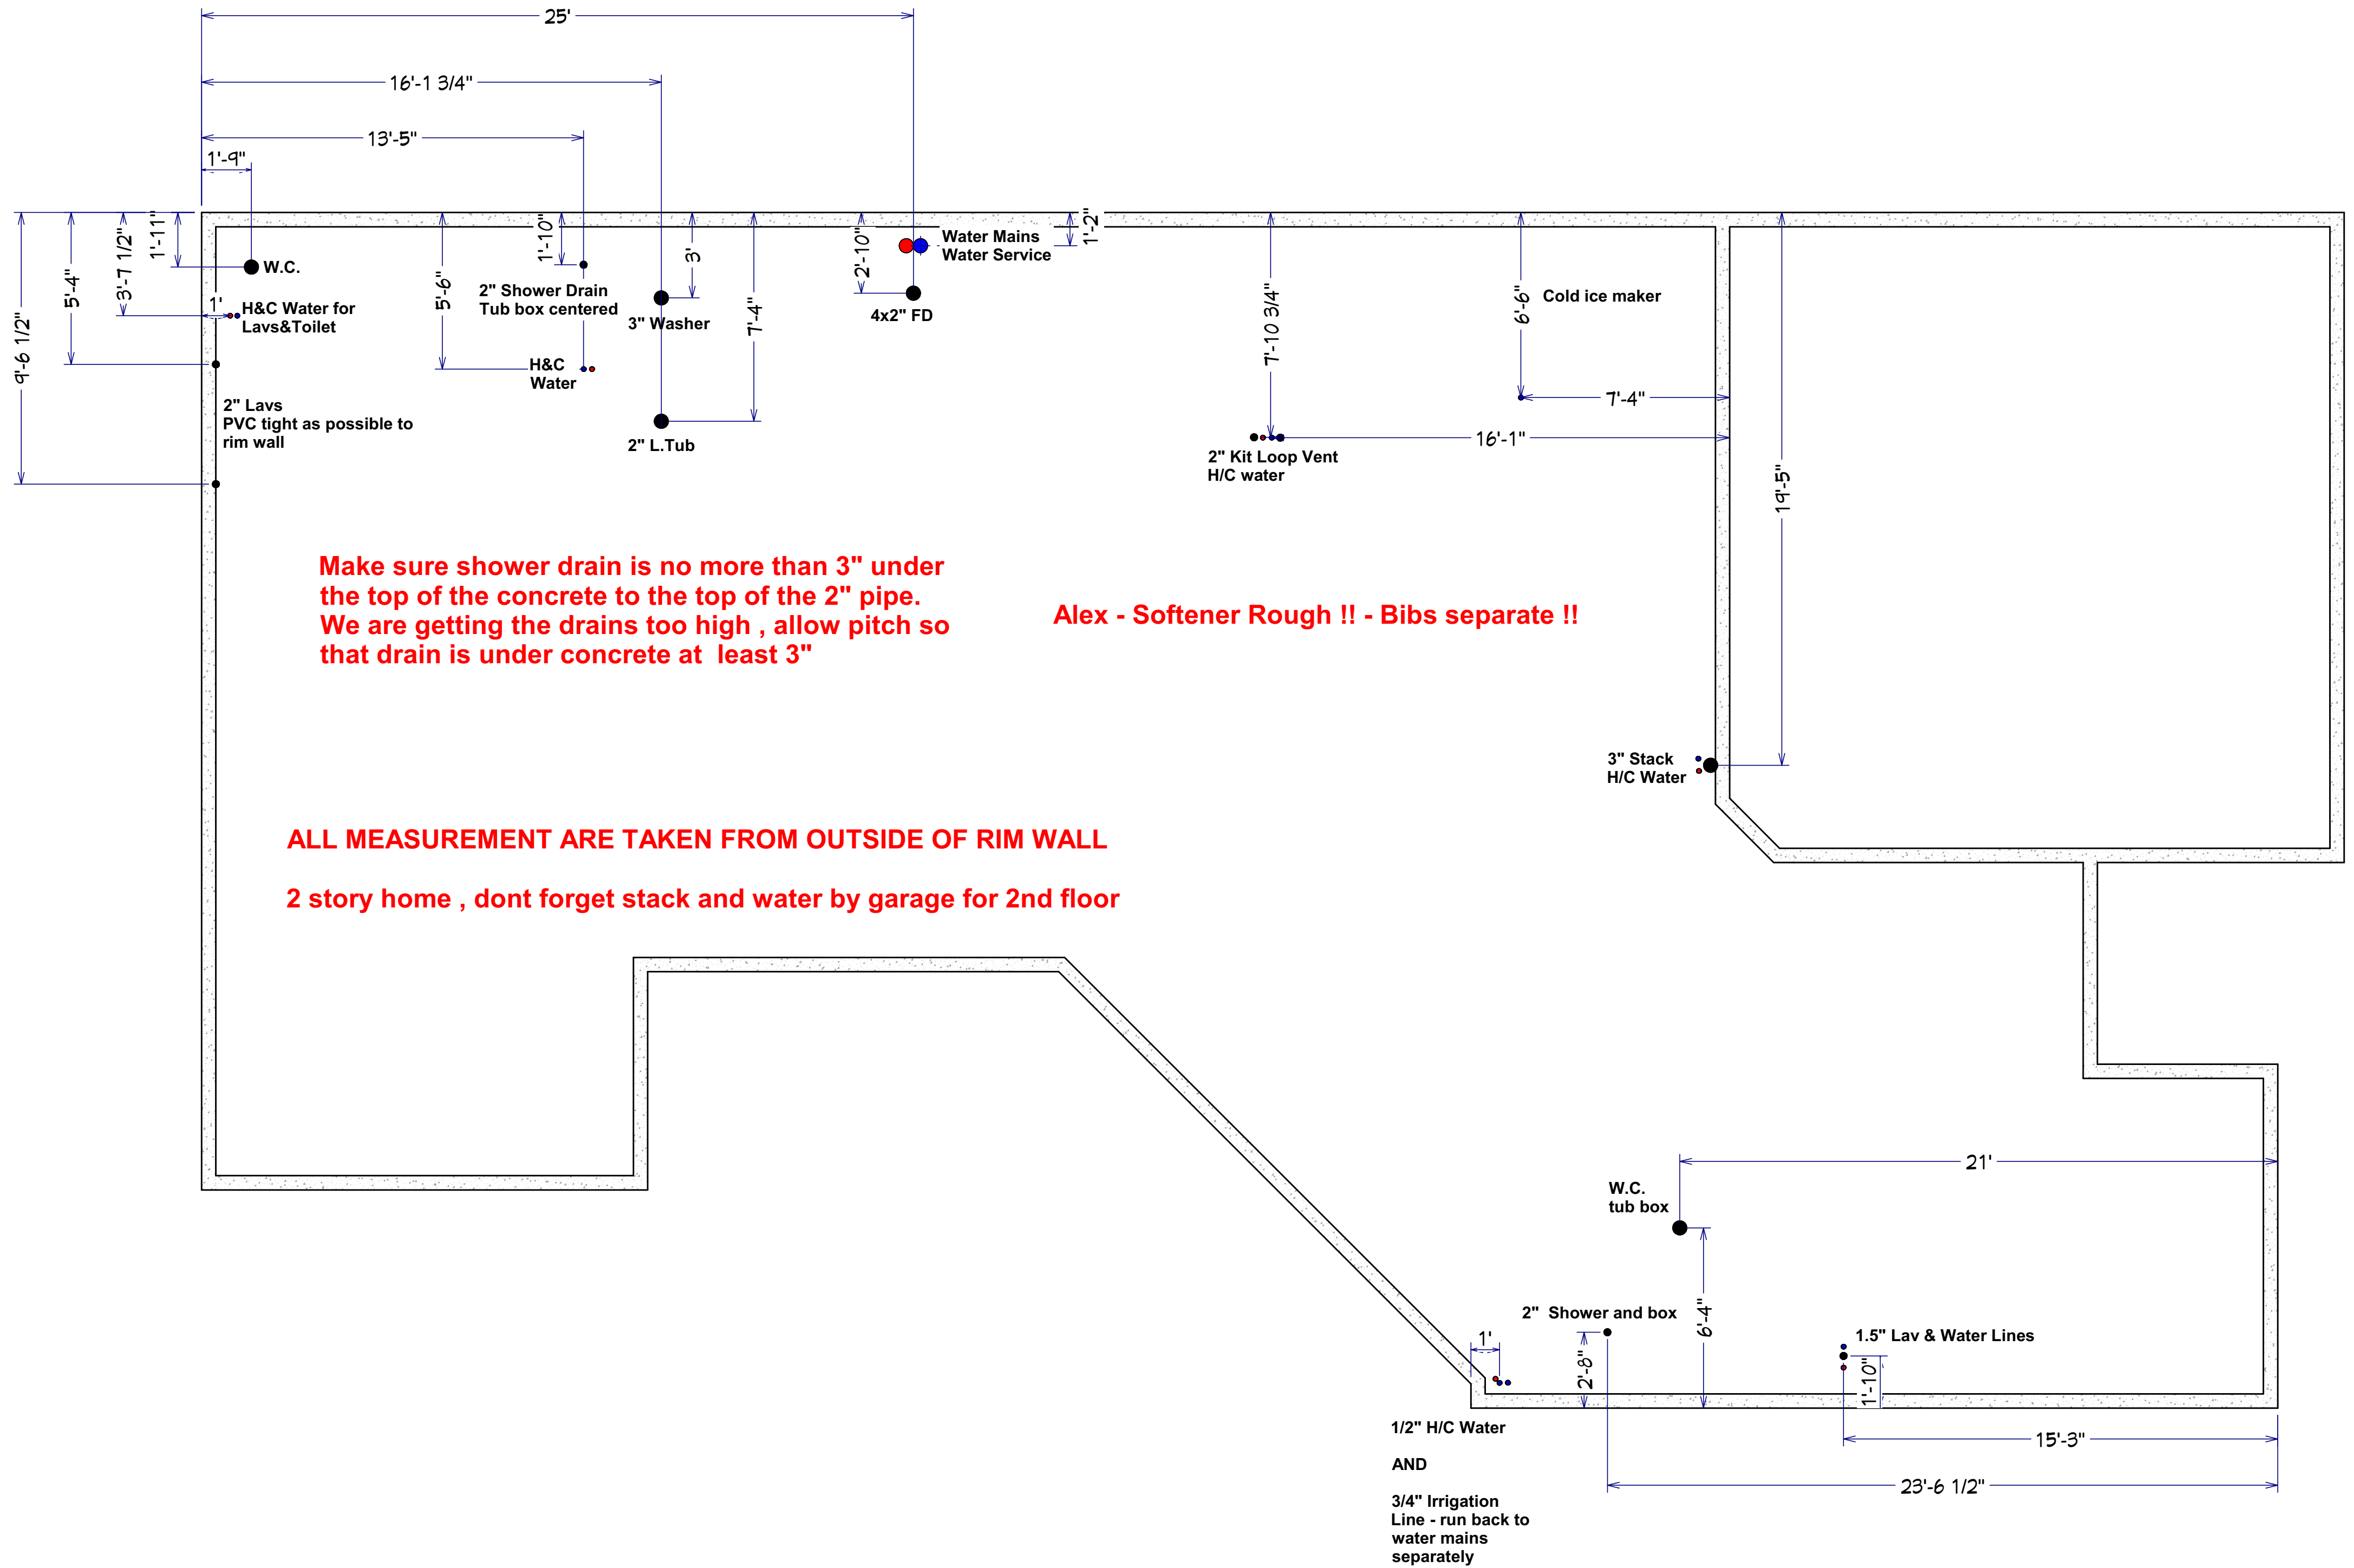 25'
16'-1 3/4"
13'-5"
1'-9"
9'-6 1/2"
5'-4"
3'-7 1/2"
1'-11"
1'
W.C.
H&C Water for
Lavs&Toilet
2" Lavs
PVC tight as possible to
rim wall
5'-6"
1'-10"
2" Shower Drain
Tub box centered
H&C
Water
3'
3" Washer
7'-4"
2" L.Tub
2'-10"
4x2" FD
Water Mains
Water Service
1'-2"
7'-10 3/4"
2" Kit Loop Vent
H/C water
6'-6"
Cold ice maker
7'-4"
16'-1"
19'-5"
Make sure shower drain is no more than 3" under
the top of the concrete to the top of the 2" pipe.
We are getting the drains too high , allow pitch so
that drain is under concrete at  least 3"
Alex - Softener Rough !! - Bibs separate !!
3" Stack
H/C Water
ALL MEASUREMENT ARE TAKEN FROM OUTSIDE OF RIM WALL
2 story home , dont forget stack and water by garage for 2nd floor
21'
W.C.
tub box
6'-4"
2"  Shower and box
2'-8"
1'
1.5" Lav & Water Lines
1'-10"
15'-3"
23'-6 1/2"
1/2" H/C Water
AND
3/4" Irrigation
Line - run back to
water mains
separately